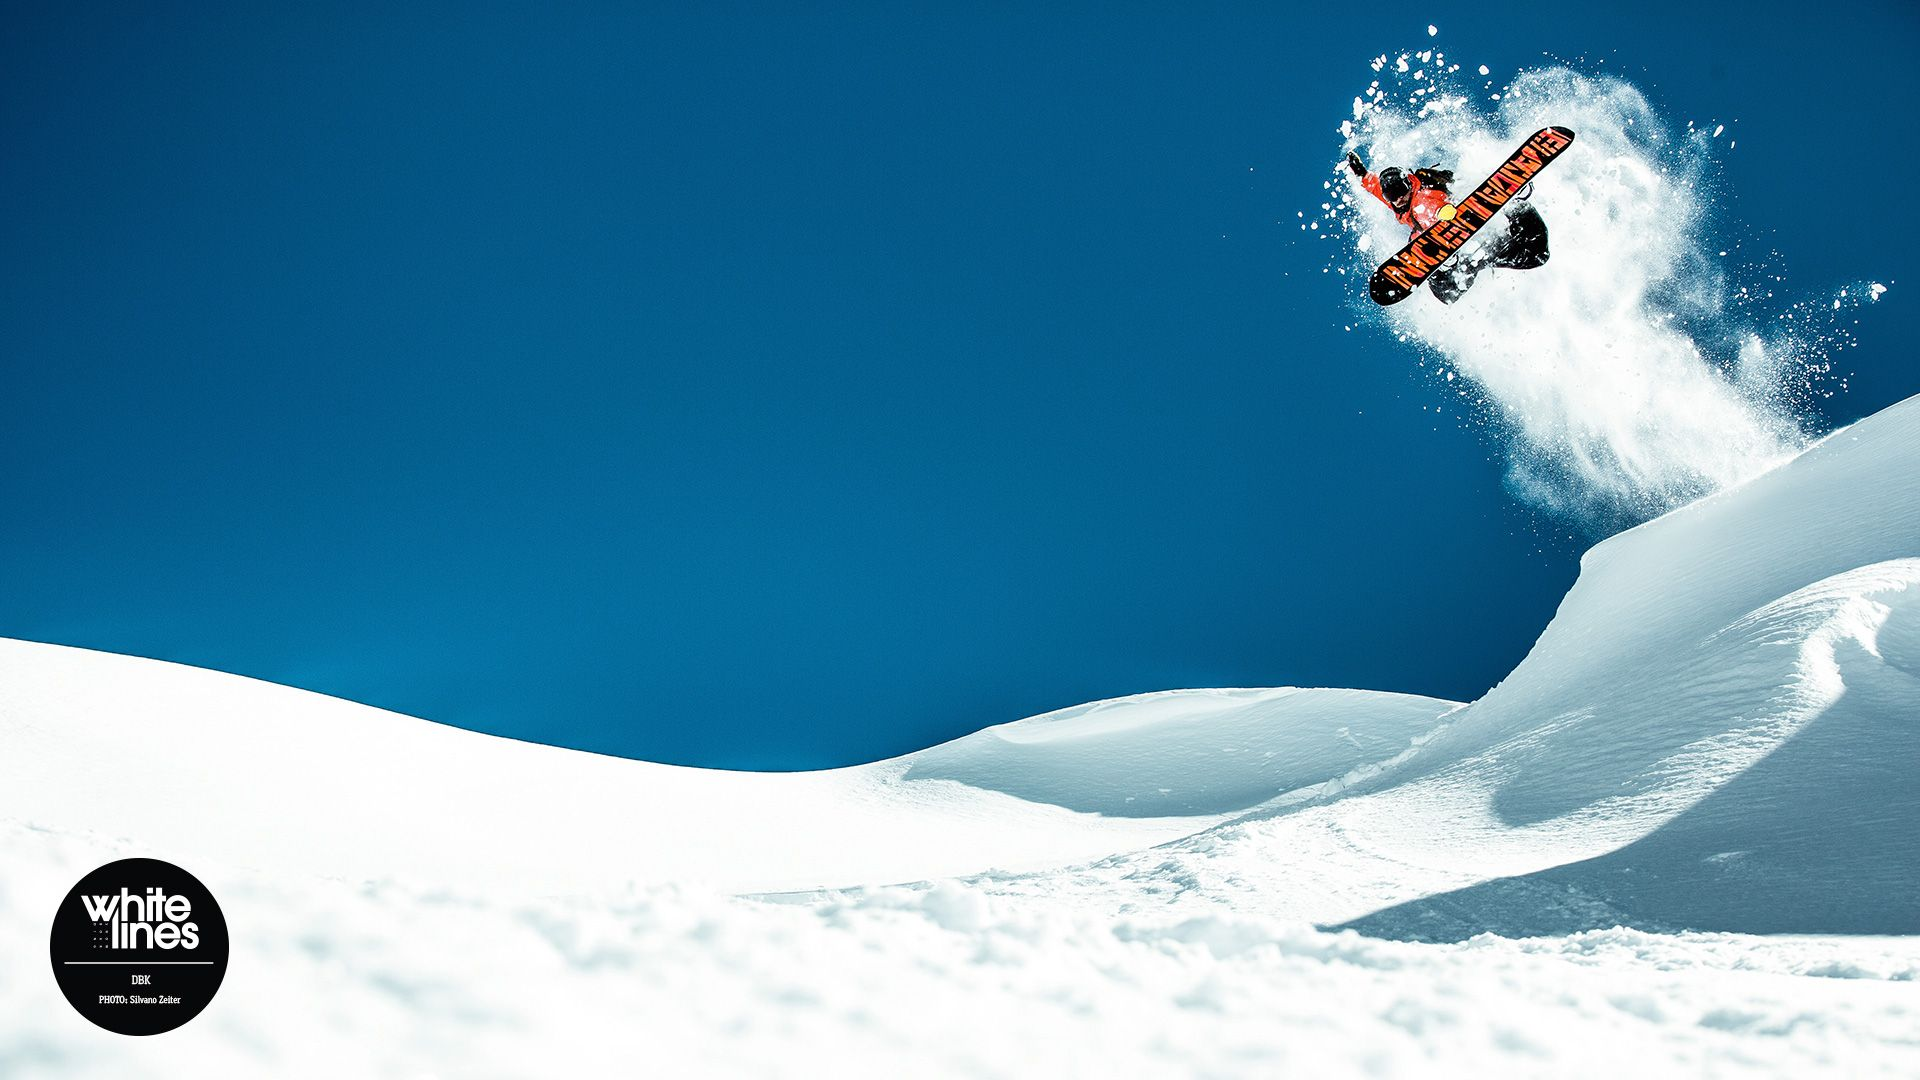 white
lines
DBK
PHOTO: Silvano Zeiter